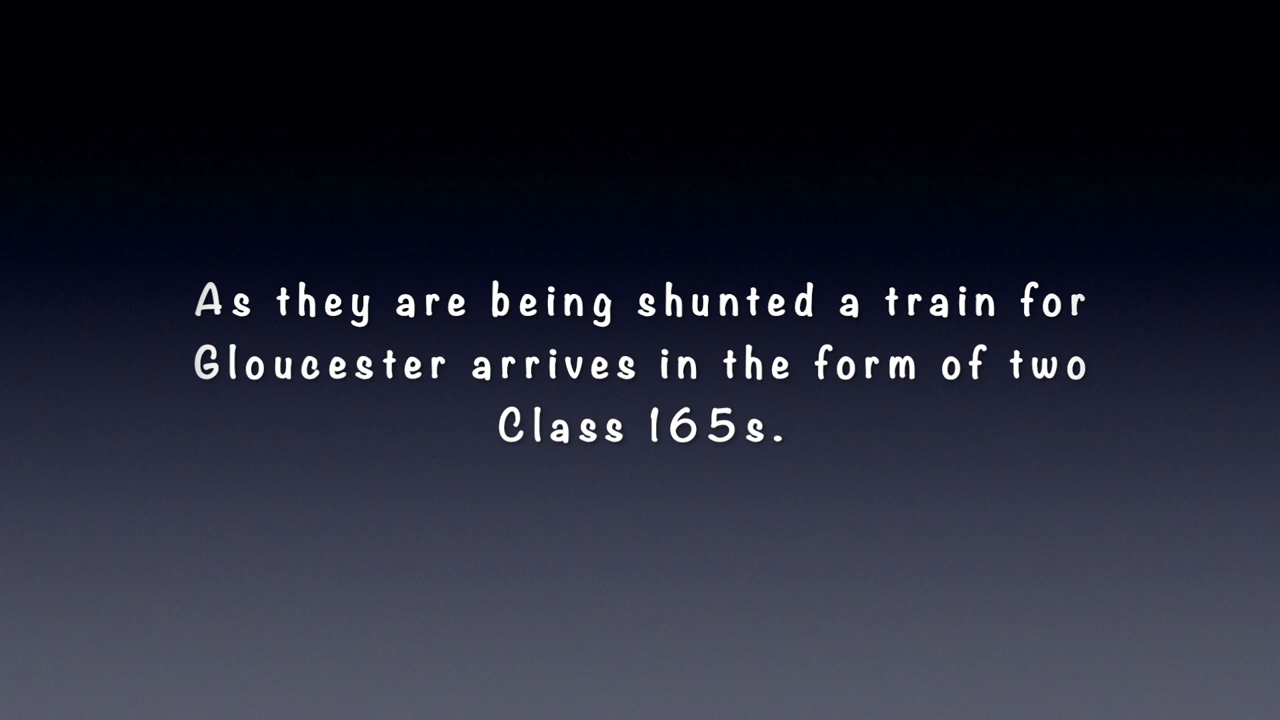 As they are being shunted a train for
Gloucester arrives in the form of two
Class 165s.